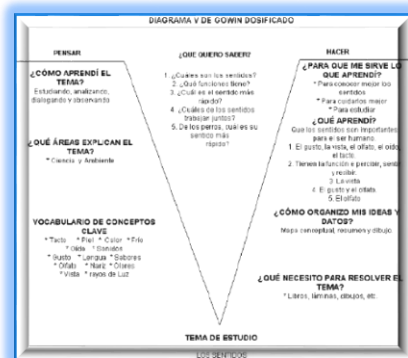 DIAGRAMA V DE GOWIN DOSIFICADO
PENSAR
¿CÓMO APRENDÍ EL TEMA?
Estudiando, analizando,
dialogando y observando
¿QUÉ ÁREAS EXPLICAN EL TEMA?
* Ciencia y Ambiente
VOCABULARIO DE CONCEPTOS CLAVE
* Tacto * Piel * Calor * Frío
* Oído * Sonidos
* Gusto * Lengua * Sabores
* Olfato * Nariz * Olores
* Vista * rayos de Luz
¿QUE QUIERO SABER?
1. ¿Cuáles son los sentidos?
2. ¿Qué funciones tiene?
3. ¿Cuál es el sentido más rápido?
4. ¿Cuáles de los sentidos trabajan juntos?
5. De los perros, cuál es su sentido más rápido?
HACER
¿PARA QUE ME SIRVE LO QUE APRENDÍ?
* Para conocer mejor los sentidos
* Para cuidarlos mejor
* Para estudiar
¿QUÉ APRENDÍ?
Que los sentidos son importantes para el ser humano.
1. El gusto, la vista, el olfato, el oído, el tacto
2. Tienen la función e percibir, sentir y recibir.
3. La vista
4. El gusto y el olfato
5. El olfato
¿CÓMO ORGANIZO MIS IDEAS Y DATOS?
Mapa conceptual, resumen y dibujo
¿QUÉ NECESITO PARA RESOLVER EL TEMA?
* Libros, láminas, dibujos, etc.
TEMA DE ESTUDIO
LOS SENTIDOS